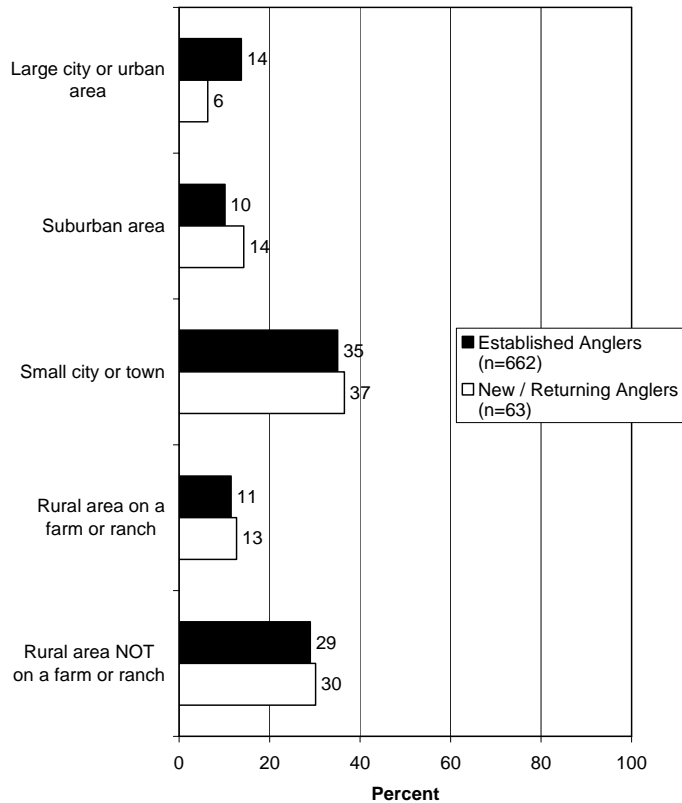 Large city or urban
area
14
6
Suburban area
10
14
Small city or town
35
37
Rural area on a
farm or ranch
11
13
Rural area NOT
on a farm or ranch
29
30
Established Anglers
(n=662)
New / Returning Anglers
(n=63)
0 20 40 60 80 100
Percent